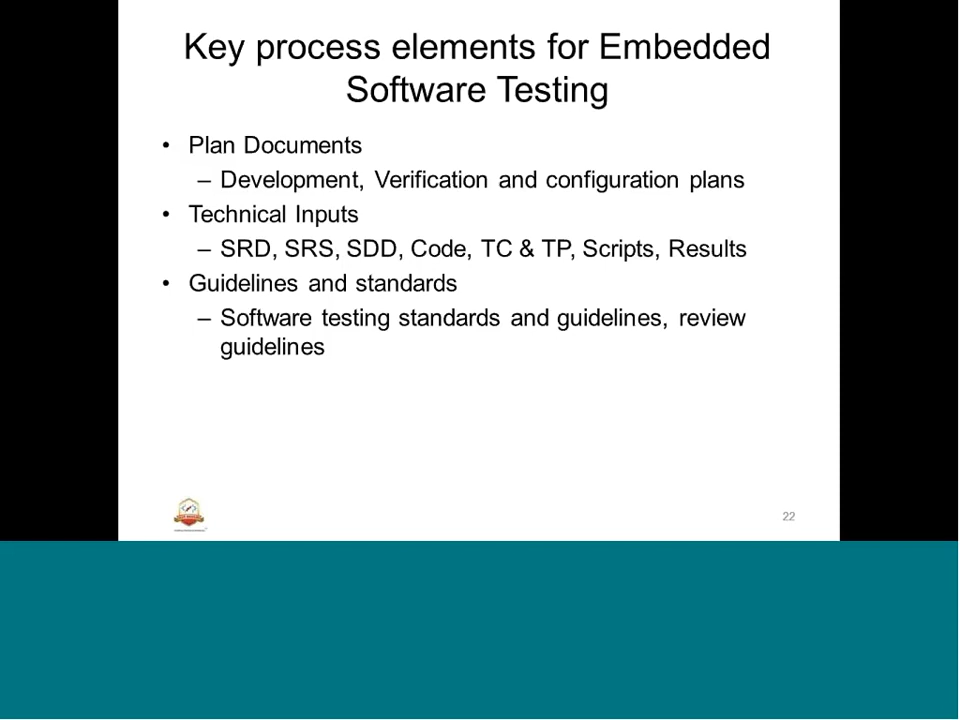 Key process elements for Embedded
Software Testing
• Plan Documents
– Development, Verification and configuration plans
• Technical Inputs
– SRD, SRS, SDD, Code, TC & TP, Scripts, Results
• Guidelines and standards
– Software testing standards and guidelines, review
guidelines
22